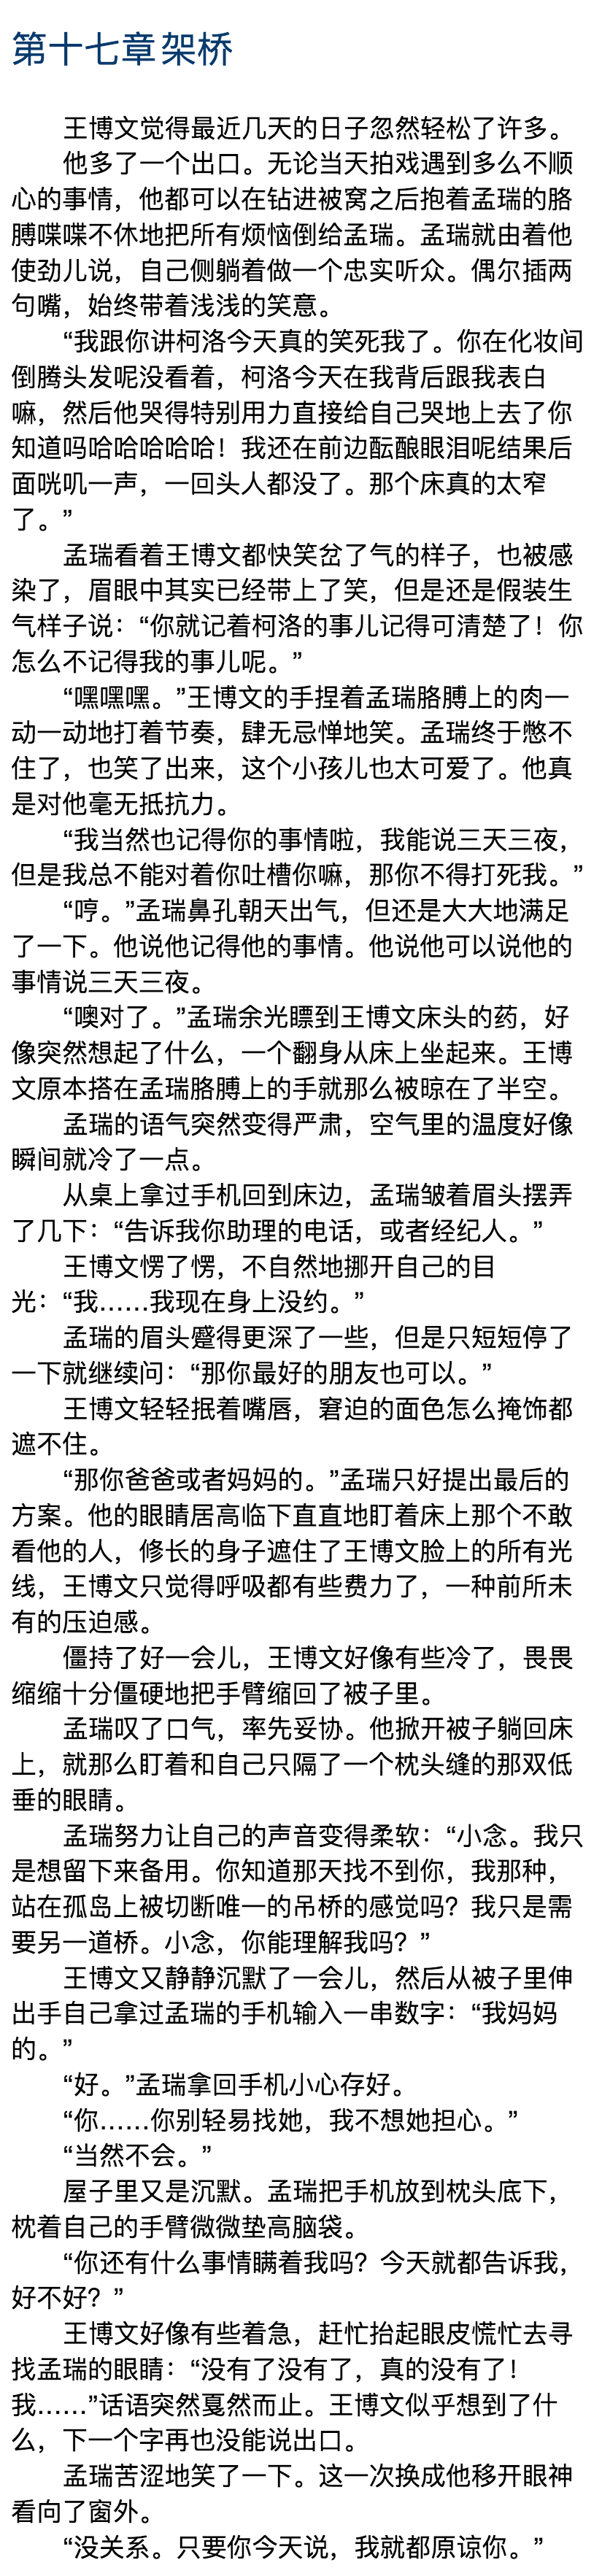 第十七章 架桥
王博文觉得最近几天的日子忽然轻松了许多。
他多了一个出口。无论当天拍戏遇到多么不顺
心的事情，他都可以在钻进被窝之后抱着孟瑞的胳
膊喋喋不休地把所有烦恼倒给孟瑞。孟瑞就由着他
使劲儿说，自己侧躺着做一个忠实听众。偶尔插两
句嘴，始终带着浅浅的笑意。
“我跟你讲柯洛今天真的笑死我了。你在化妆间
倒腾头发呢没看着，柯洛今天在我背后跟我表白
嘛，然后他哭得特别用力直接给自己哭地上去了你
知道吗哈哈哈哈哈！我还在前边酝酿眼泪呢结果后
面咣叽一声，一回头人都没了。那个床真的太窄
了。”
孟瑞看着王博文都快笑岔了气的样子，也被感
染了，眉眼中其实已经带上了笑，但是还是假装生
气样子说：“你就记着柯洛的事儿记得可清楚了！你
怎么不记得我的事儿呢。”
“嘿嘿嘿。”王博文的手捏着孟瑞胳膊上的肉一
动一动地打着节奏，肆无忌惮地笑。孟瑞终于憋不
住了，也笑了出来，这个小孩儿也太可爱了。他真
是对他毫无抵抗力。
“我当然也记得你的事情啦，我能说三天三夜，
但是我总不能对着你吐槽你嘛，那你不得打死我。”
“哼。”孟瑞鼻孔朝天出气，但还是大大地满足
了一下。他说他记得他的事情。他说他可以说他的
事情说三天三夜。
“噢对了。”孟瑞余光瞟到王博文床头的药，好
像突然想起了什么，一个翻身从床上坐起来。王博
文原本搭在孟瑞胳膊上的手就那么被晾在了半空。
孟瑞的语气突然变得严肃，空气里的温度好像
瞬间就冷了一点。
从桌上拿过手机回到床边，孟瑞皱着眉头摆弄
了几下：“告诉我你助理的电话，或者经纪人。”
王博文愣了愣，不自然地挪开自己的目
光：“我……我现在身上没约。”
孟瑞的眉头蹙得更深了一些，但是只短短停了
一下就继续问：“那你最好的朋友也可以。”
王博文轻轻抿着嘴唇，窘迫的面色怎么掩饰都
遮不住。
“那你爸爸或者妈妈的。”孟瑞只好提出最后的
方案。他的眼睛居高临下直直地盯着床上那个不敢
看他的人，修长的身子遮住了王博文脸上的所有光
线，王博文只觉得呼吸都有些费力了，一种前所未
有的压迫感。
僵持了好一会儿，王博文好像有些冷了，畏畏
缩缩十分僵硬地把手臂缩回了被子里。
孟瑞叹了口气，率先妥协。他掀开被子躺回床
上，就那么盯着和自己只隔了一个枕头缝的那双低
垂的眼睛。
孟瑞努力让自己的声音变得柔软：“小念。我只
是想留下来备用。你知道那天找不到你，我那种，
站在孤岛上被切断唯一的吊桥的感觉吗？我只是需
要另一道桥。小念，你能理解我吗？”
王博文又静静沉默了一会儿，然后从被子里伸
出手自己拿过孟瑞的手机输入一串数字：“我妈妈
的。”
“好。”孟瑞拿回手机小心存好。
“你……你别轻易找她，我不想她担心。”
“当然不会。”
屋子里又是沉默。孟瑞把手机放到枕头底下，
枕着自己的手臂微微垫高脑袋。
“你还有什么事情瞒着我吗？今天就都告诉我，
好不好？”
王博文好像有些着急，赶忙抬起眼皮慌忙去寻
找孟瑞的眼睛：“没有了没有了，真的没有了！
我……”话语突然戛然而止。王博文似乎想到了什
么，下一个字再也没能说出口。
孟瑞苦涩地笑了一下。这一次换成他移开眼神
看向了窗外。
“没关系。只要你今天说，我就都原谅你。”